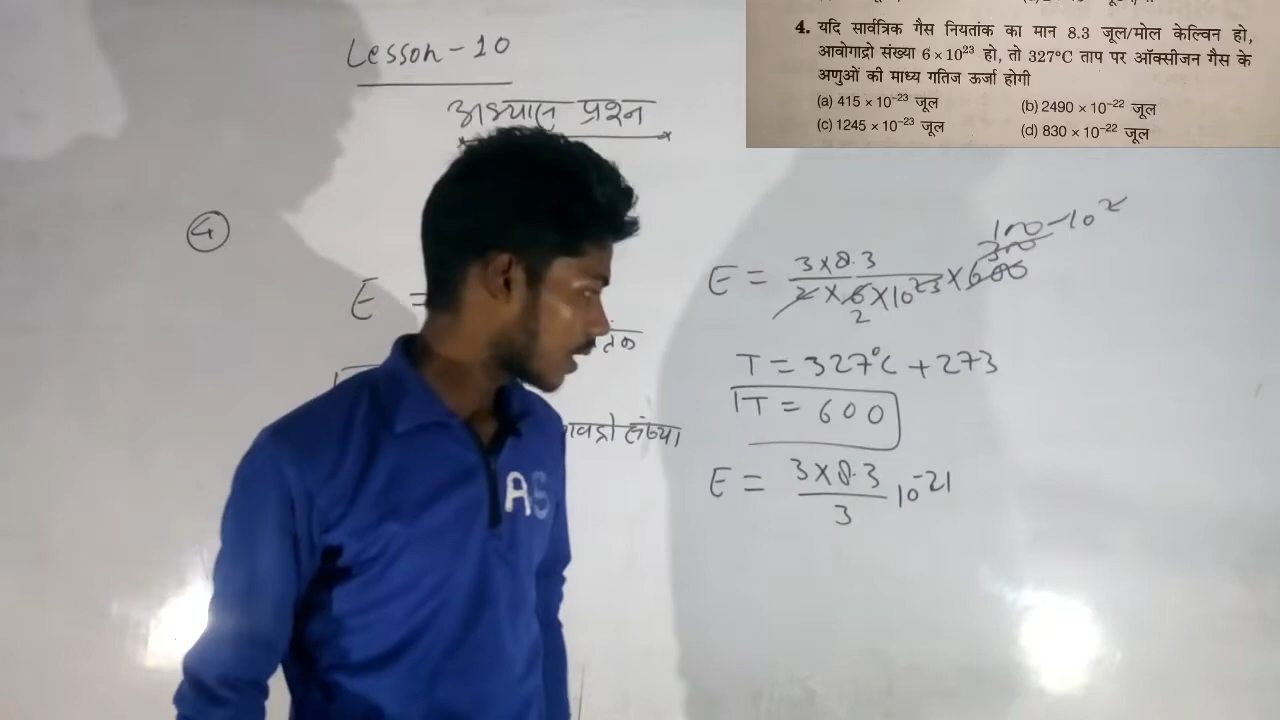 Lesson-10
अभ्यास प्रश्न
4. यदि सार्वत्रिक गैस नियतांक का मान 8.3 जूल/मोल केल्विन हो,
आवोगाद्रो संख्या 6 × 10²³ हो, तो 327°C ताप पर ऑक्सीजन गैस के
अणुओं की माध्य गतिज ऊर्जा होगी
(a) 415 × 10⁻²³ जूल (b) 2490 × 10⁻²² जूल
(c) 1245 × 10⁻²³ जूल (d) 830 × 10⁻²² जूल
4
E =
संख्या
100-10²
300
E = 3×8.3 / 2×6×10²³ × 600
2
T = 327°C + 273
T = 600
E = 3×8.3 / 3 10⁻²¹
AS